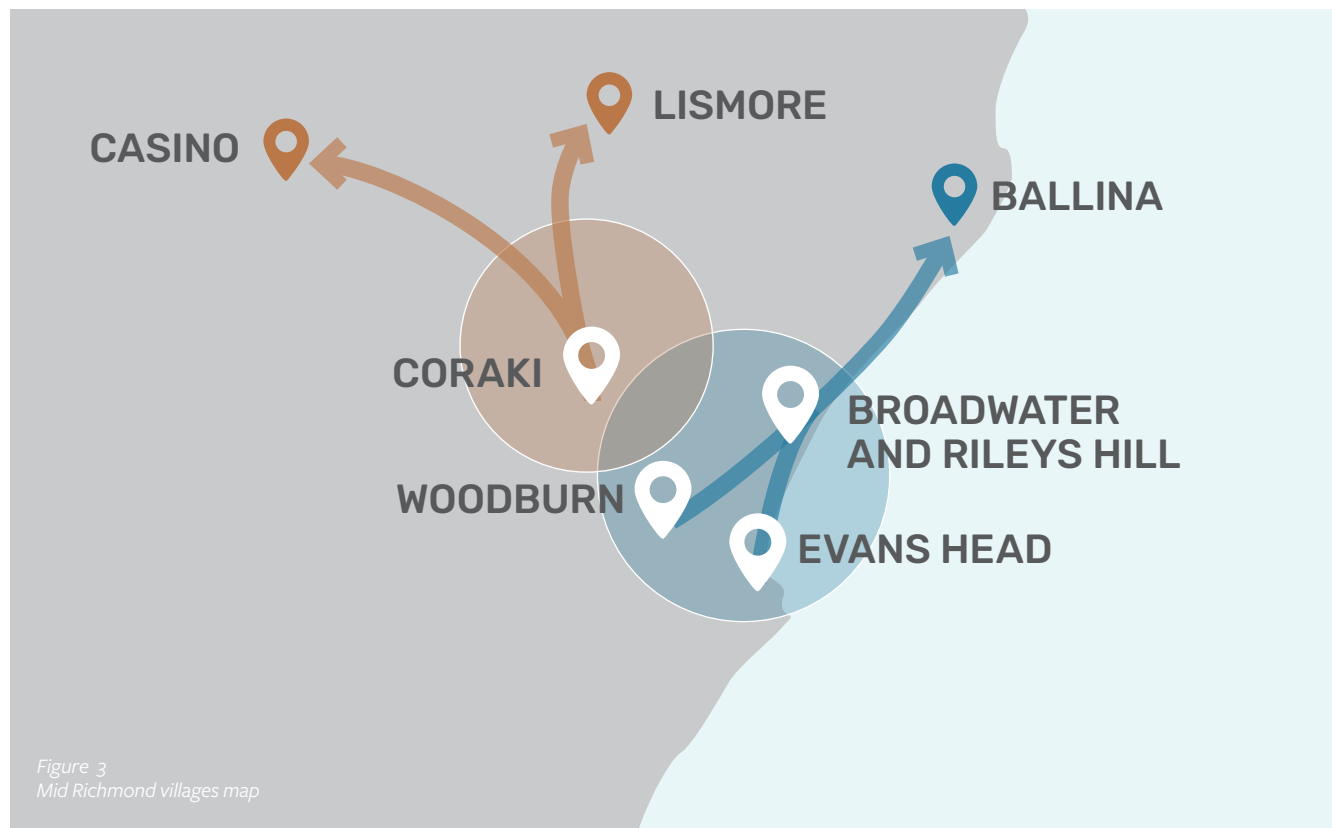 LISMORE
CASINO
BALLINA
CORAKI
BROADWATER
AND RILEYS HILL
WOODBURN
EVANS HEAD
Figure 3
Mid Richmond villages map